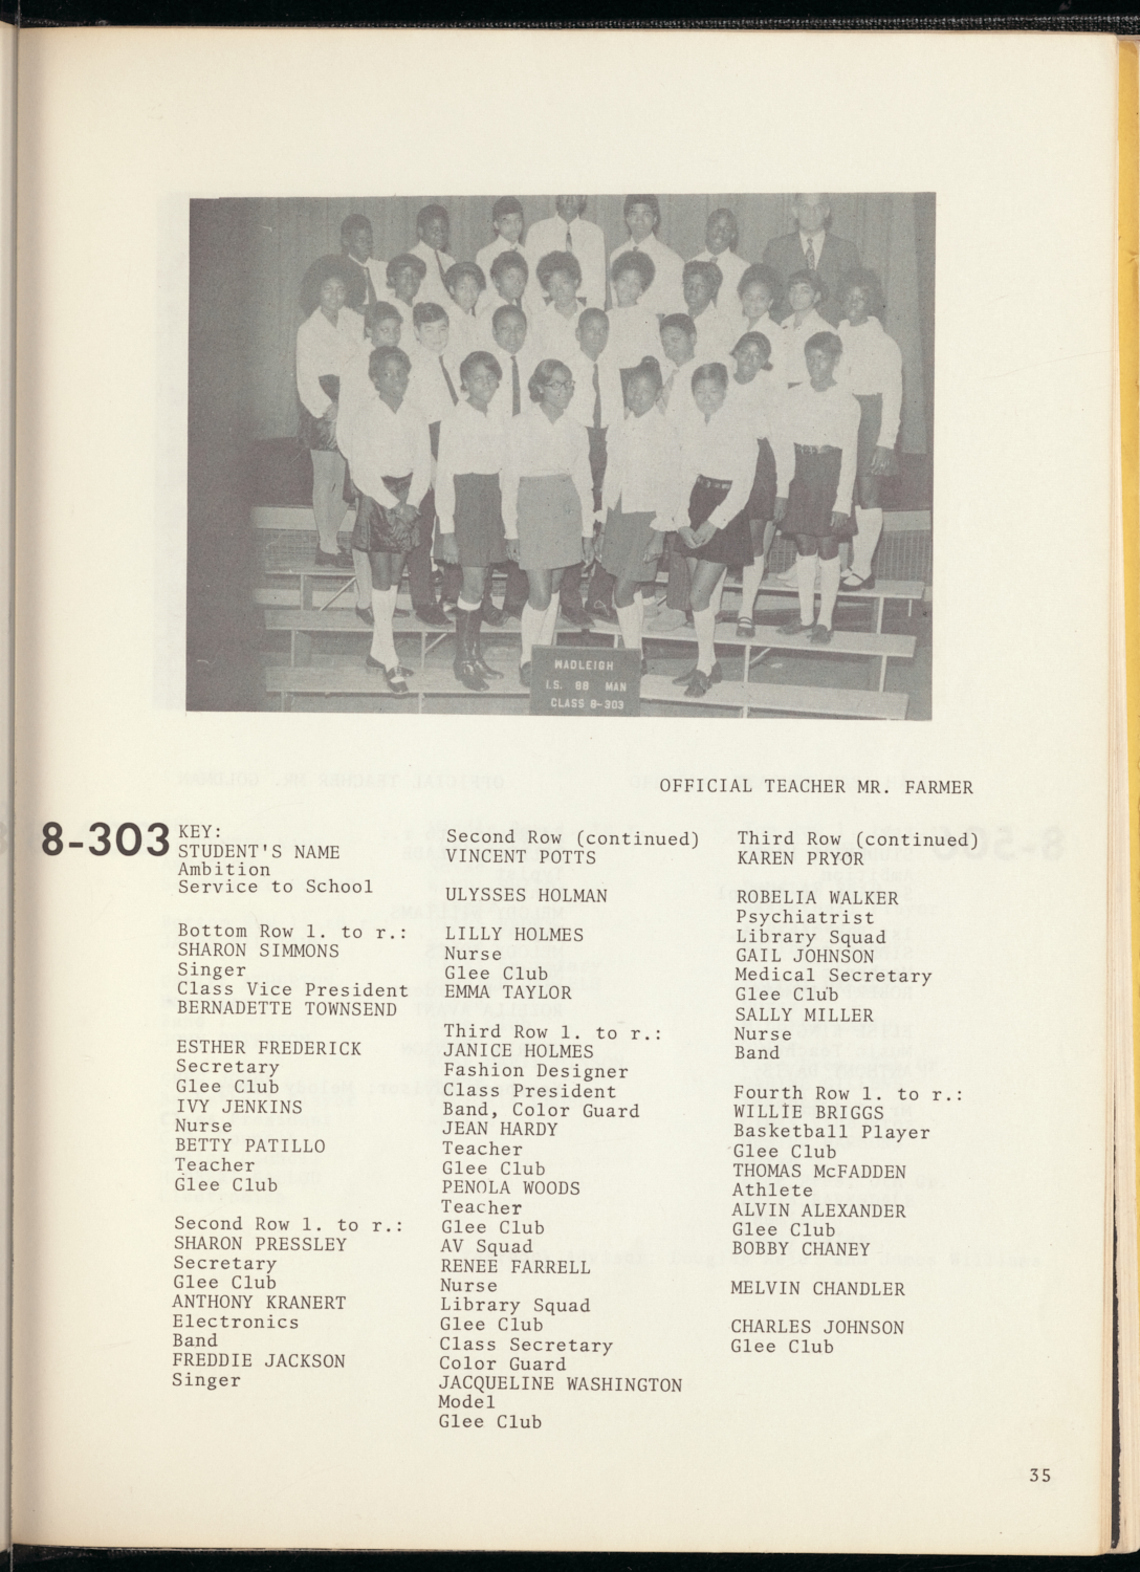 WADLEIGH
I.S. 88 MAN
CLASS 8-303
OFFICIAL TEACHER MR. FARMER
8-303
KEY:
STUDENT'S NAME
Ambition
Service to School
Bottom Row l. to r.:
SHARON SIMMONS
Singer
Class Vice President
BERNADETTE TOWNSEND
ESTHER FREDERICK
Secretary
Glee Club
IVY JENKINS
Nurse
BETTY PATILLO
Teacher
Glee Club
Second Row l. to r.:
SHARON PRESSLEY
Secretary
Glee Club
ANTHONY KRANERT
Electronics
Band
FREDDIE JACKSON
Singer
Second Row (continued)
VINCENT POTTS
ULYSSES HOLMAN
LILLY HOLMES
Nurse
Glee Club
EMMA TAYLOR
Third Row l. to r.:
JANICE HOLMES
Fashion Designer
Class President
Band, Color Guard
JEAN HARDY
Teacher
Glee Club
PENOLA WOODS
Teacher
Glee Club
AV Squad
RENEE FARRELL
Nurse
Library Squad
Glee Club
Class Secretary
Color Guard
JACQUELINE WASHINGTON
Model
Glee Club
Third Row (continued)
KAREN PRYOR
ROBELIA WALKER
Psychiatrist
Library Squad
GAIL JOHNSON
Medical Secretary
Glee Club
SALLY MILLER
Nurse
Band
Fourth Row l. to r.:
WILLIE BRIGGS
Basketball Player
Glee Club
THOMAS McFADDEN
Athlete
ALVIN ALEXANDER
Glee Club
BOBBY CHANEY
MELVIN CHANDLER
CHARLES JOHNSON
Glee Club
35